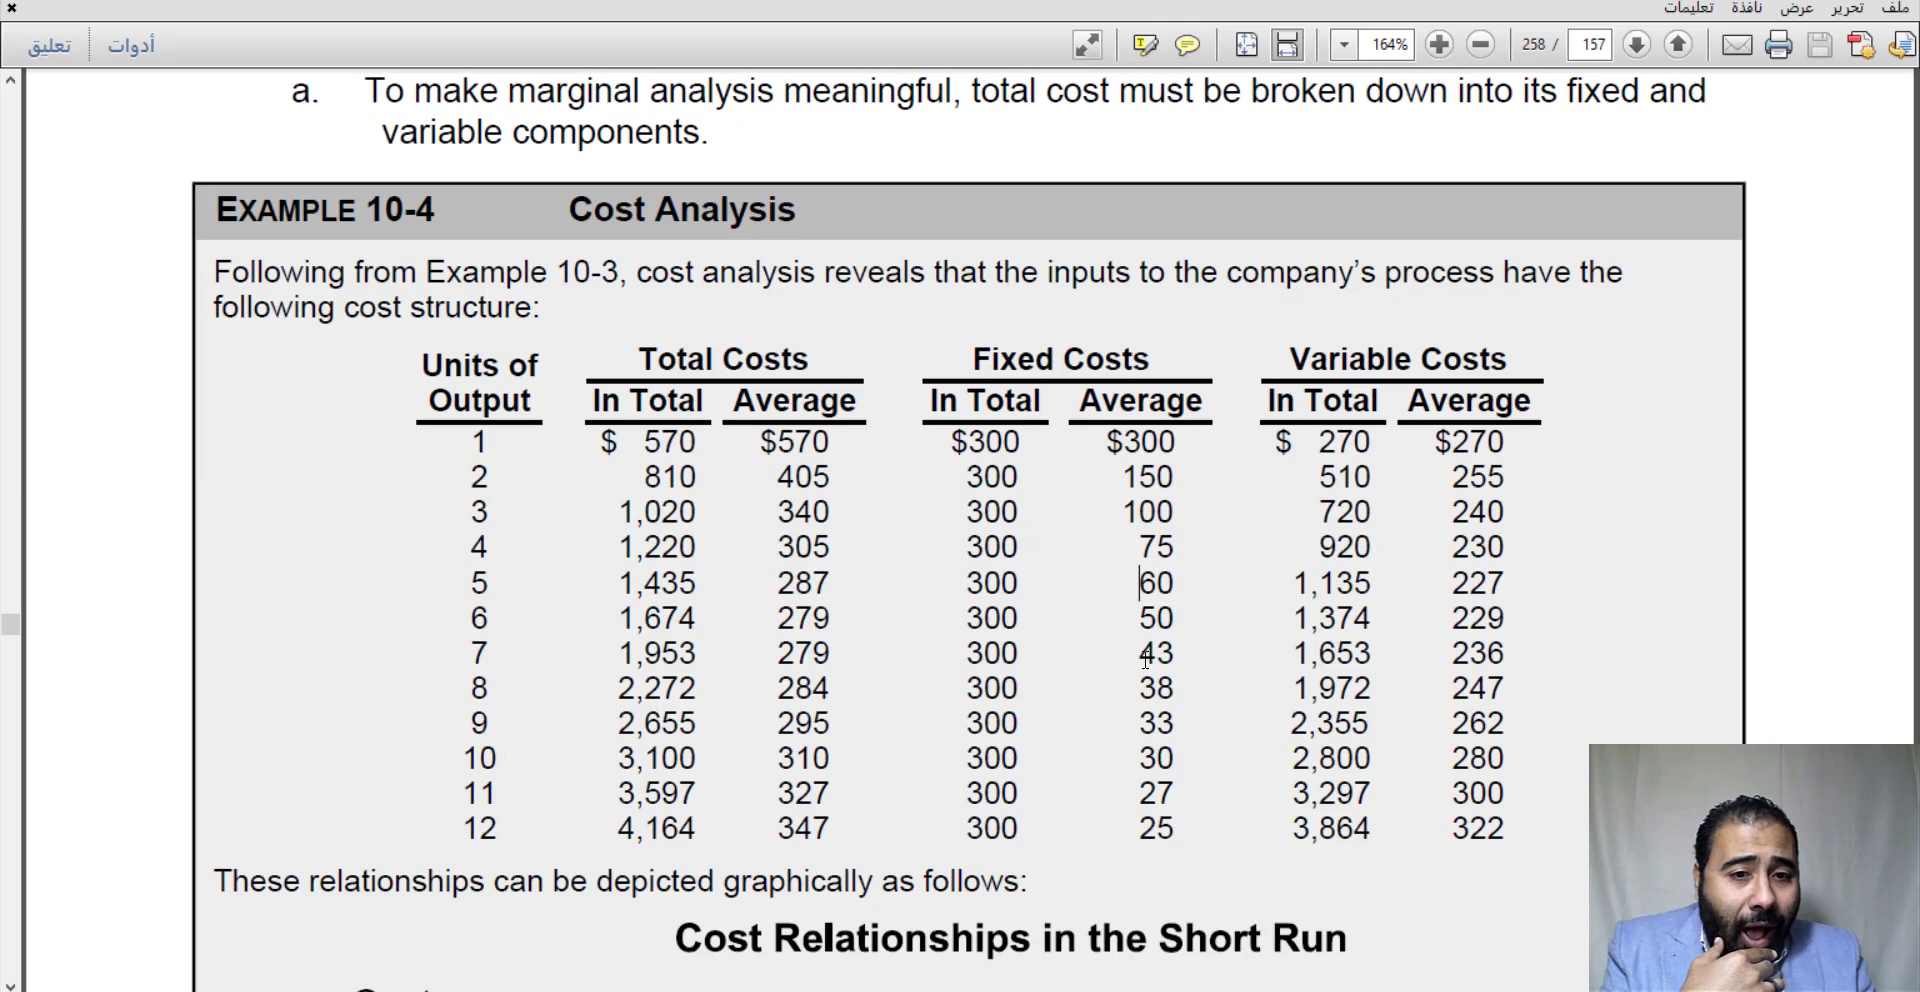 ملف تحرير عرض نافذة تعليمات
أدوات تعليق
164% 258 / 157
a. To make marginal analysis meaningful, total cost must be broken down into its fixed and
variable components.
EXAMPLE 10-4 Cost Analysis
Following from Example 10-3, cost analysis reveals that the inputs to the company's process have the
following cost structure:
Units of Total Costs Fixed Costs Variable Costs
Output In Total Average In Total Average In Total Average
1 $ 570 $570 $300 $300 $ 270 $270
2 810 405 300 150 510 255
3 1,020 340 300 100 720 240
4 1,220 305 300 75 920 230
5 1,435 287 300 60 1,135 227
6 1,674 279 300 50 1,374 229
7 1,953 279 300 43 1,653 236
8 2,272 284 300 38 1,972 247
9 2,655 295 300 33 2,355 262
10 3,100 310 300 30 2,800 280
11 3,597 327 300 27 3,297 300
12 4,164 347 300 25 3,864 322
These relationships can be depicted graphically as follows:
Cost Relationships in the Short Run